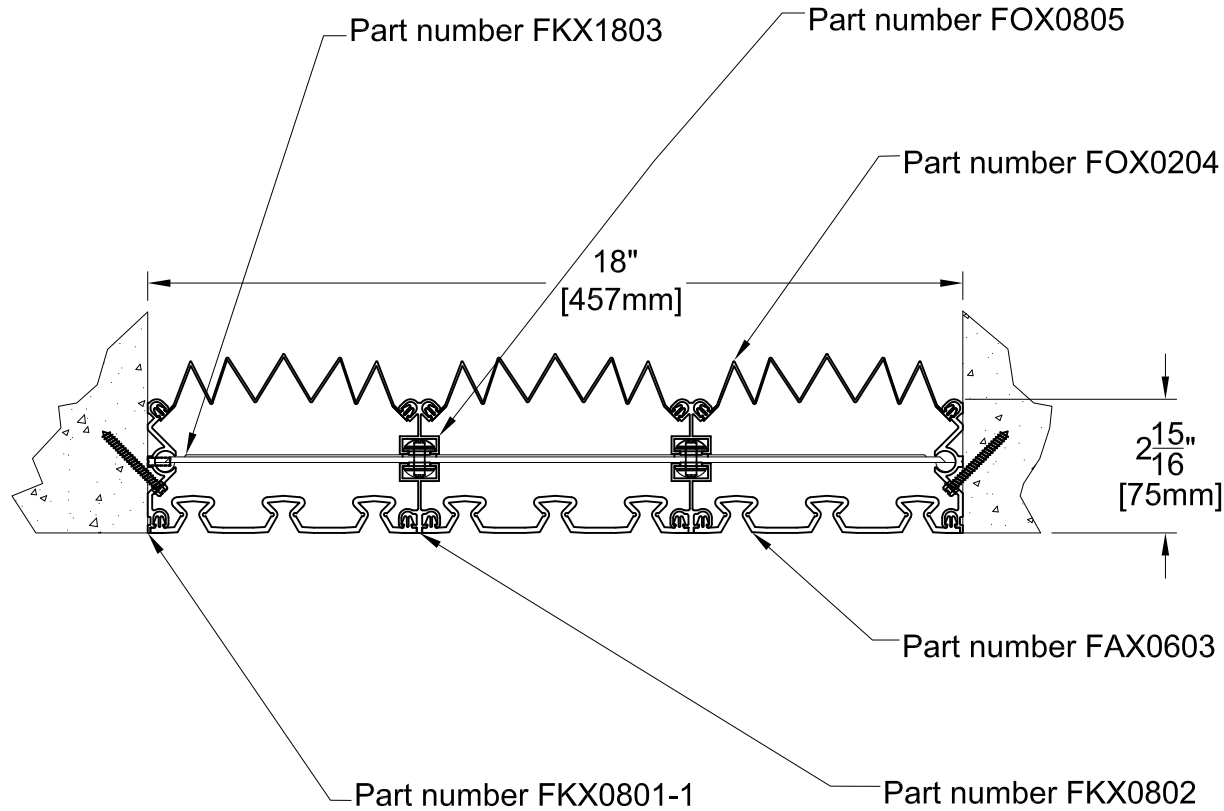 Part number FKX1803
Part number FOX0805
Part number FOX0204
18"
[457mm]
2 15/16"
[75mm]
Part number FAX0603
Part number FKX0801-1
Part number FKX0802